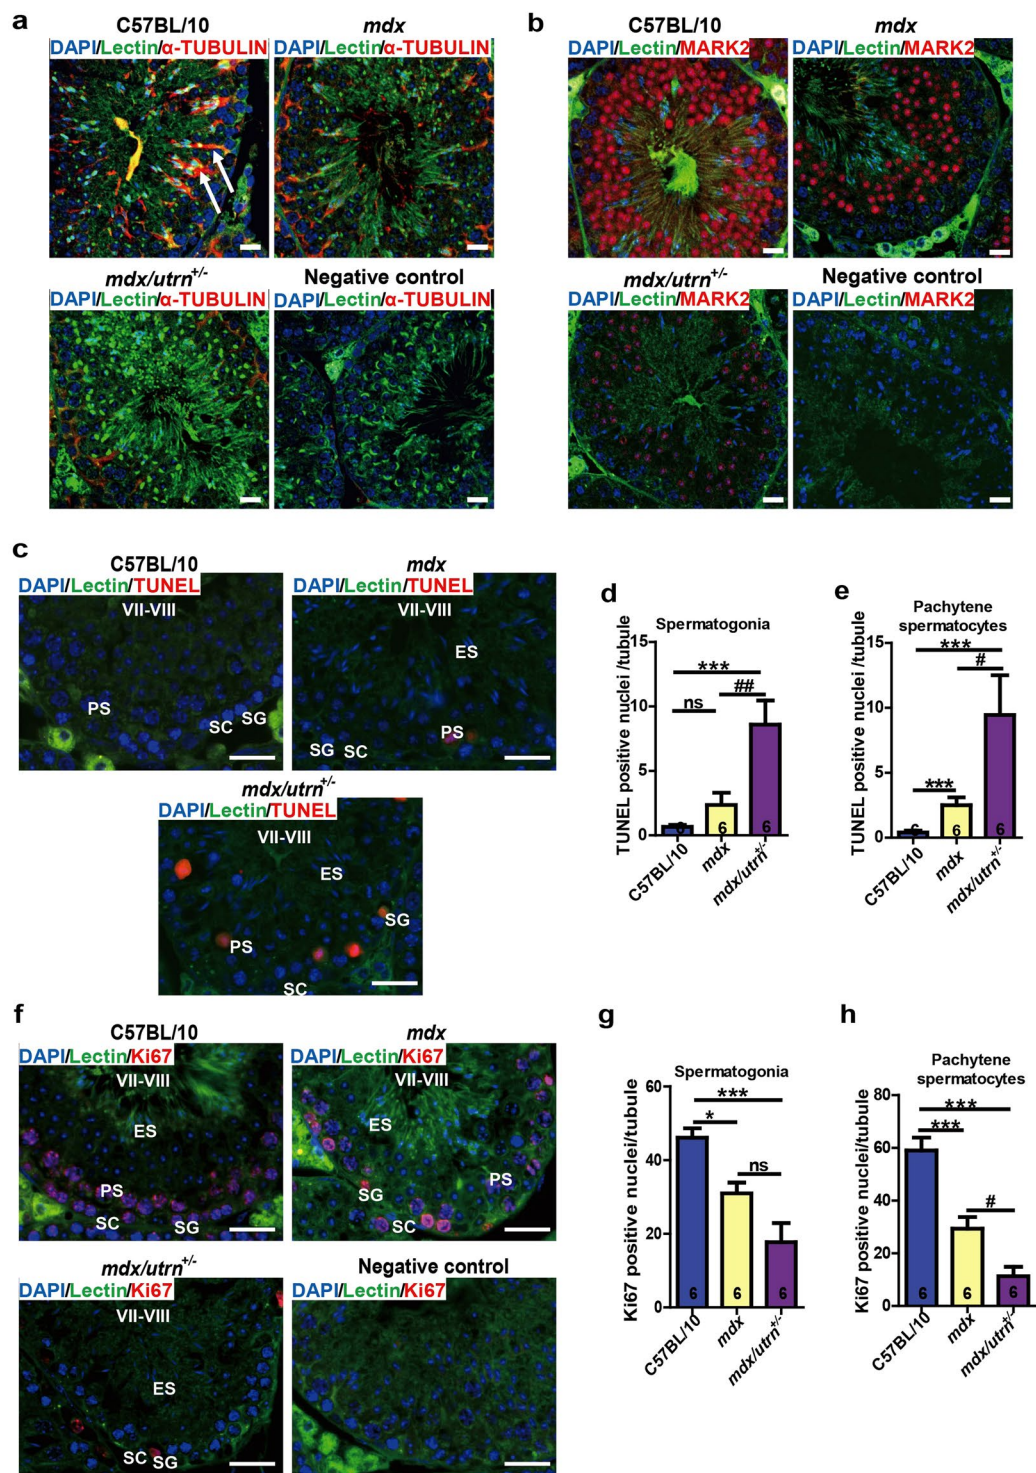 a
C57BL/10
mdx
DAPI/Lectin/α-TUBULIN
DAPI/Lectin/α-TUBULIN
mdx/utrn+/-
Negative control
DAPI/Lectin/α-TUBULIN
DAPI/Lectin/α-TUBULIN
b
C57BL/10
mdx
DAPI/Lectin/MARK2
DAPI/Lectin/MARK2
mdx/utrn+/-
Negative control
DAPI/Lectin/MARK2
DAPI/Lectin/MARK2
c
C57BL/10
mdx
DAPI/Lectin/TUNEL
DAPI/Lectin/TUNEL
VII-VIII
PS
SC
SG
VII-VIII
ES
PS
SG
SC
mdx/utrn+/-
DAPI/Lectin/TUNEL
VII-VIII
ES
SG
PS
SC
d
Spermatogonia
TUNEL positive nuclei /tubule
15
10
5
0
***
##
ns
6
6
6
C57BL/10
mdx
mdx/utrn+/-
e
Pachytene
spermatocytes
TUNEL positive nuclei /tubule
15
10
5
0
***
#
***
6
6
6
C57BL/10
mdx
mdx/utrn+/-
f
C57BL/10
mdx
DAPI/Lectin/Ki67
DAPI/Lectin/Ki67
VII-VIII
ES
PS
SC
SG
VII-VIII
ES
PS
SG
SC
mdx/utrn+/-
Negative control
DAPI/Lectin/Ki67
DAPI/Lectin/Ki67
VII-VIII
ES
SC
SG
g
Spermatogonia
Ki67 positive nuclei/tubule
60
40
20
0
***
*
ns
6
6
6
C57BL/10
mdx
mdx/utrn+/-
h
Pachytene
spermatocytes
Ki67 positive nuclei/tubule
80
60
40
20
0
***
***
#
6
6
6
C57BL/10
mdx
mdx/utrn+/-